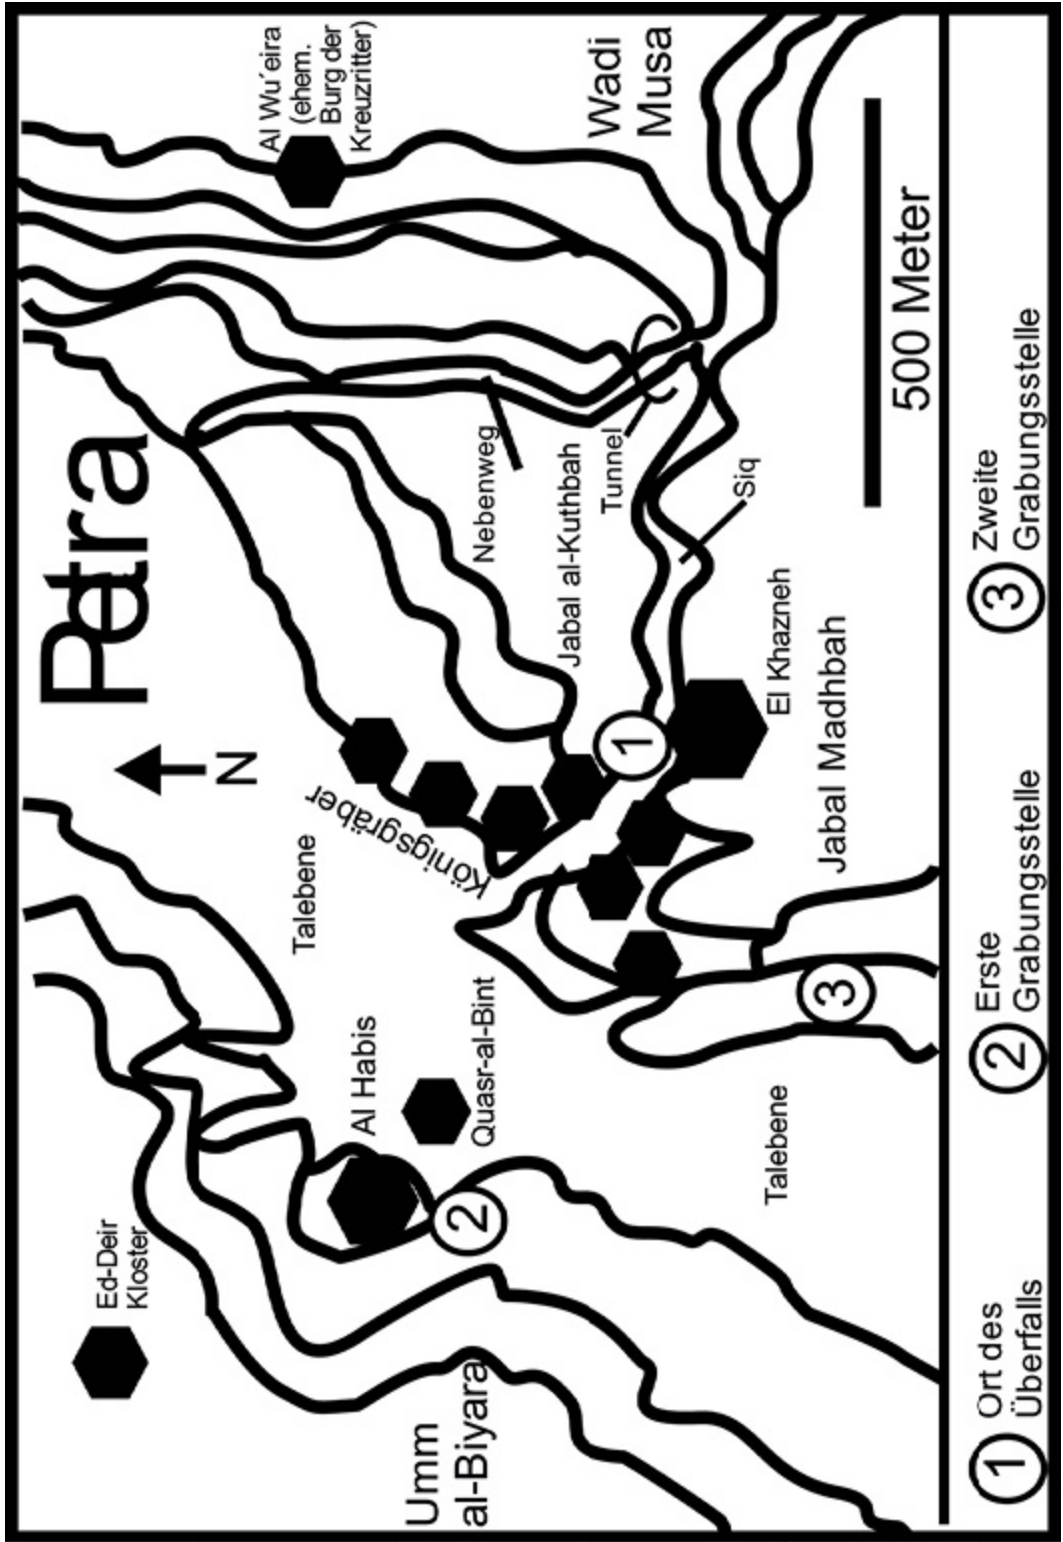 Petra
N
Al Wu´eira
(ehem.
Burg der
Kreuzritter)
Wadi
Musa
Ed-Deir
Kloster
Talebene
Königsgräber
Nebenweg
Al Habis
Quasr-al-Bint
Jabal al-Kuthbah
Tunnel
Siq
Umm
al-Biyara
2
1
El Khazneh
Talebene
3
Jabal Madhbah
500 Meter
1 Ort des
Überfalls
2 Erste
Grabungsstelle
3 Zweite
Grabungsstelle